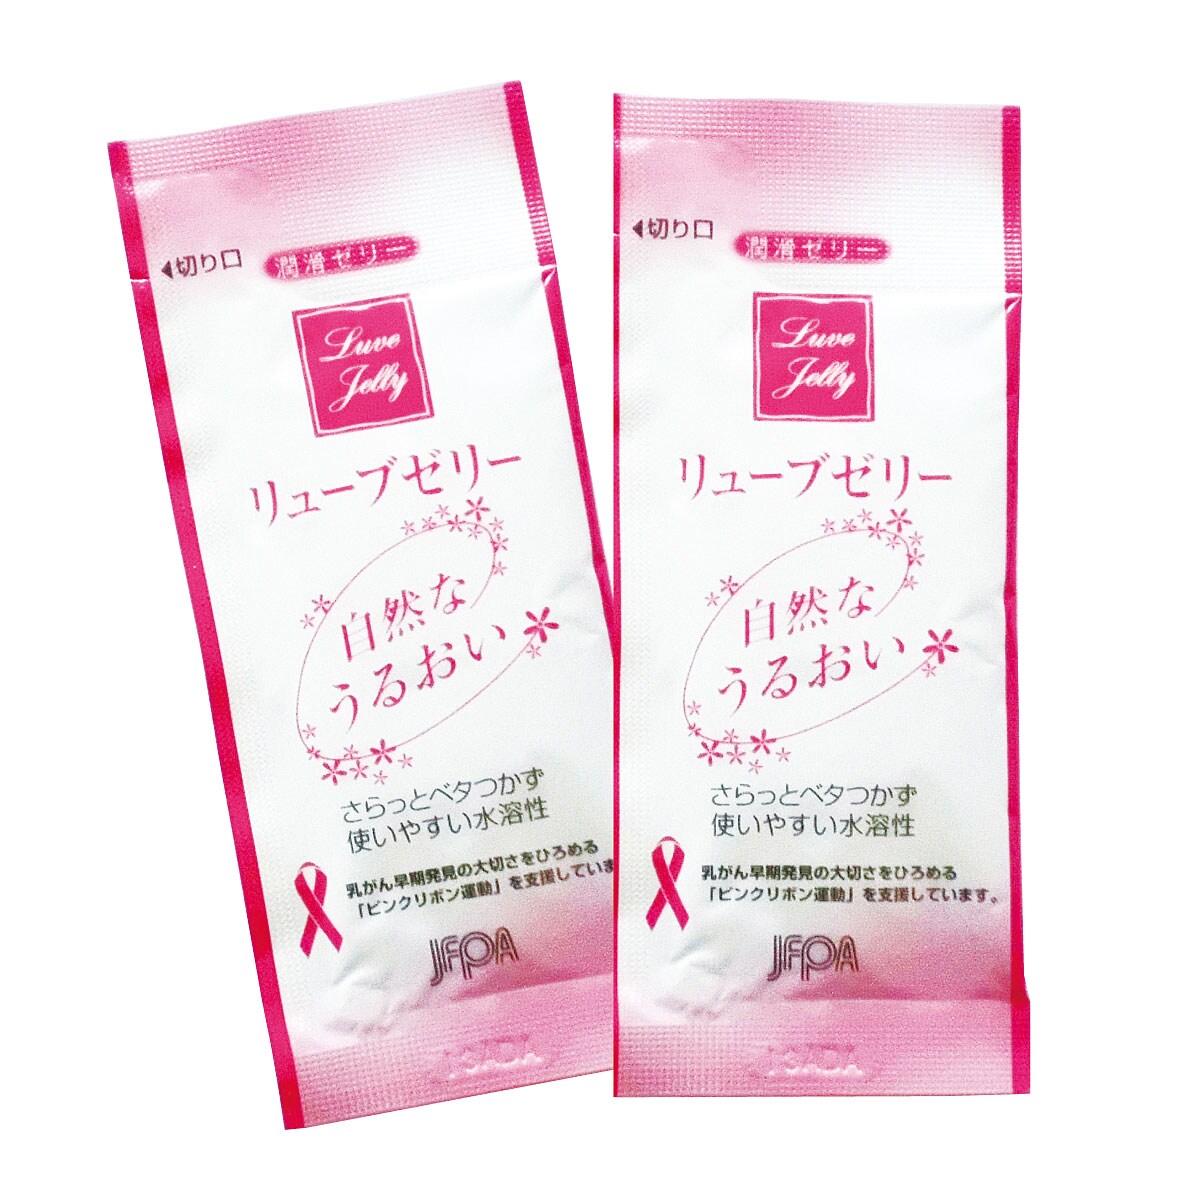 ◀切り口
潤滑ゼリー
Luve
Jelly
リューブゼリー
自然な
うるおい
さらっとベタつかず
使いやすい水溶性
乳がん早期発見の大切さをひろめる
「ピンクリボン運動」を支援していま
JFPA
◀切り口
潤滑ゼリー
Luve
Jelly
リューブゼリー
自然な
うるおい
さらっとベタつかず
使いやすい水溶性
乳がん早期発見の大切さをひろめる
「ピンクリボン運動」を支援しています。
JFPA